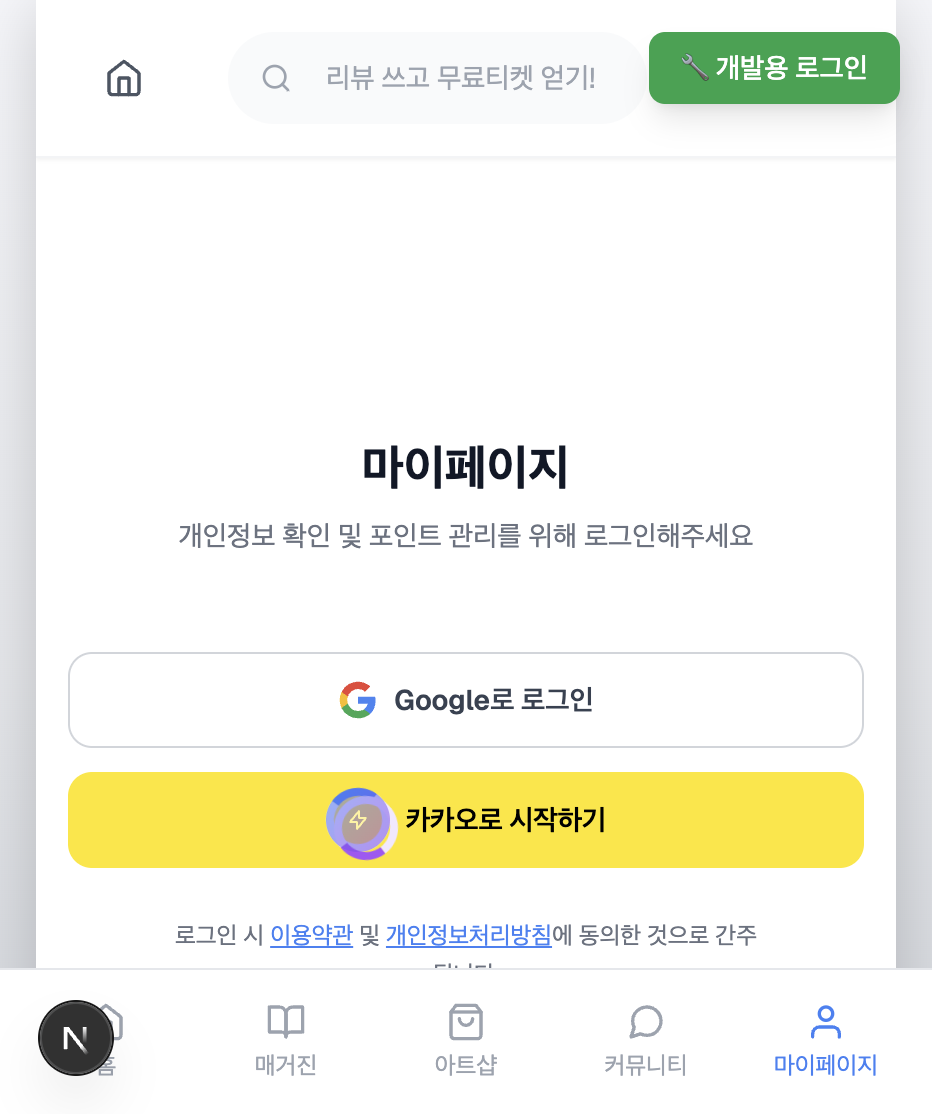 리뷰 쓰고 무료티켓 얻기!
🔧 개발용 로그인
마이페이지
개인정보 확인 및 포인트 관리를 위해 로그인해주세요
Google로 로그인
카카오로 시작하기
로그인 시 이용약관 및 개인정보처리방침에 동의한 것으로 간주
N
홈
매거진
아트샵
커뮤니티
마이페이지